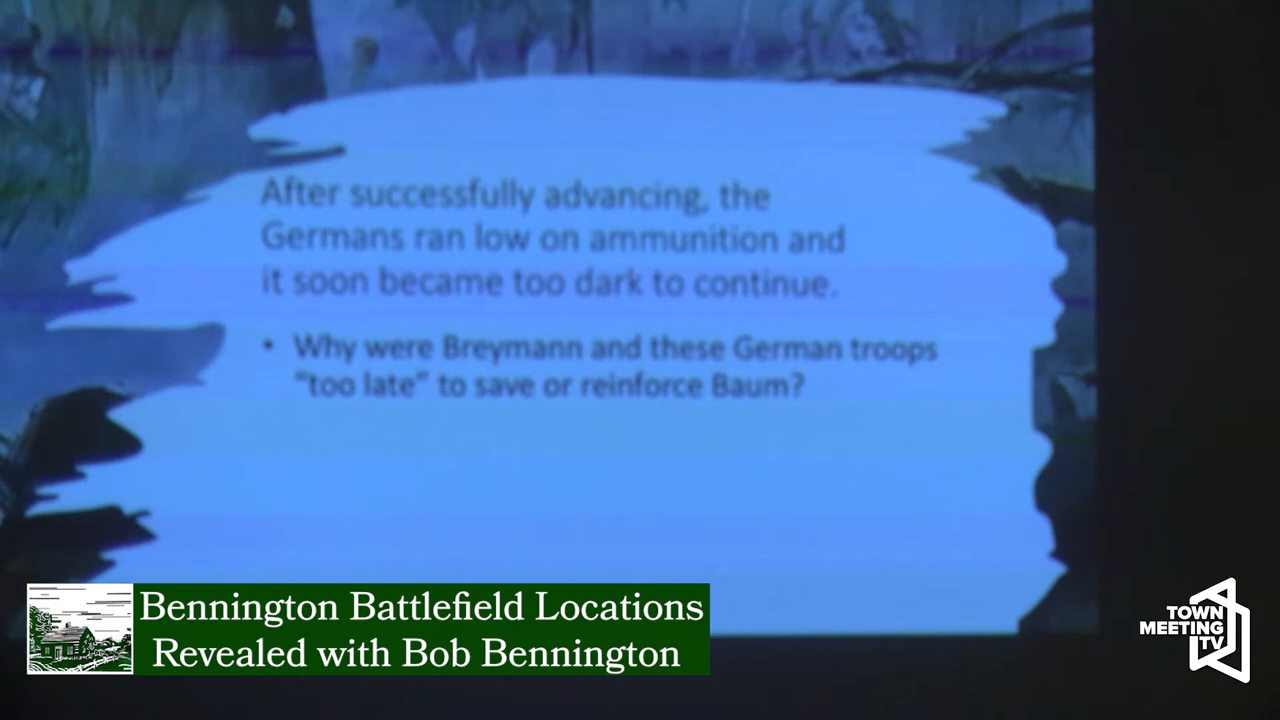 After successfully advancing, the
Germans ran low on ammunition and
it soon became too dark to continue.
• Why were Breymann and these German troops
“too late” to save or reinforce Baum?
Bennington Battlefield Locations
Revealed with Bob Bennington
TOWN
MEETING
TV